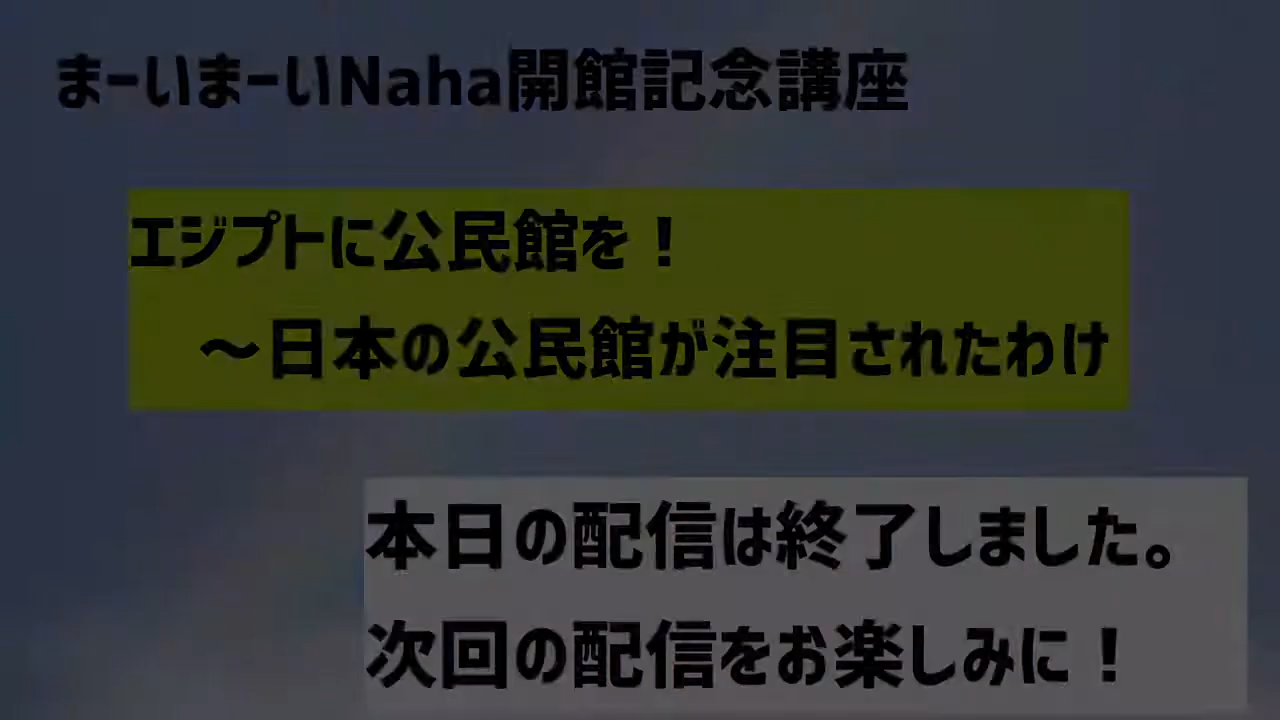 まーいまーいNaha開館記念講座
エジプトに公民館を！
～日本の公民館が注目されたわけ
本日の配信は終了しました。
次回の配信をお楽しみに！